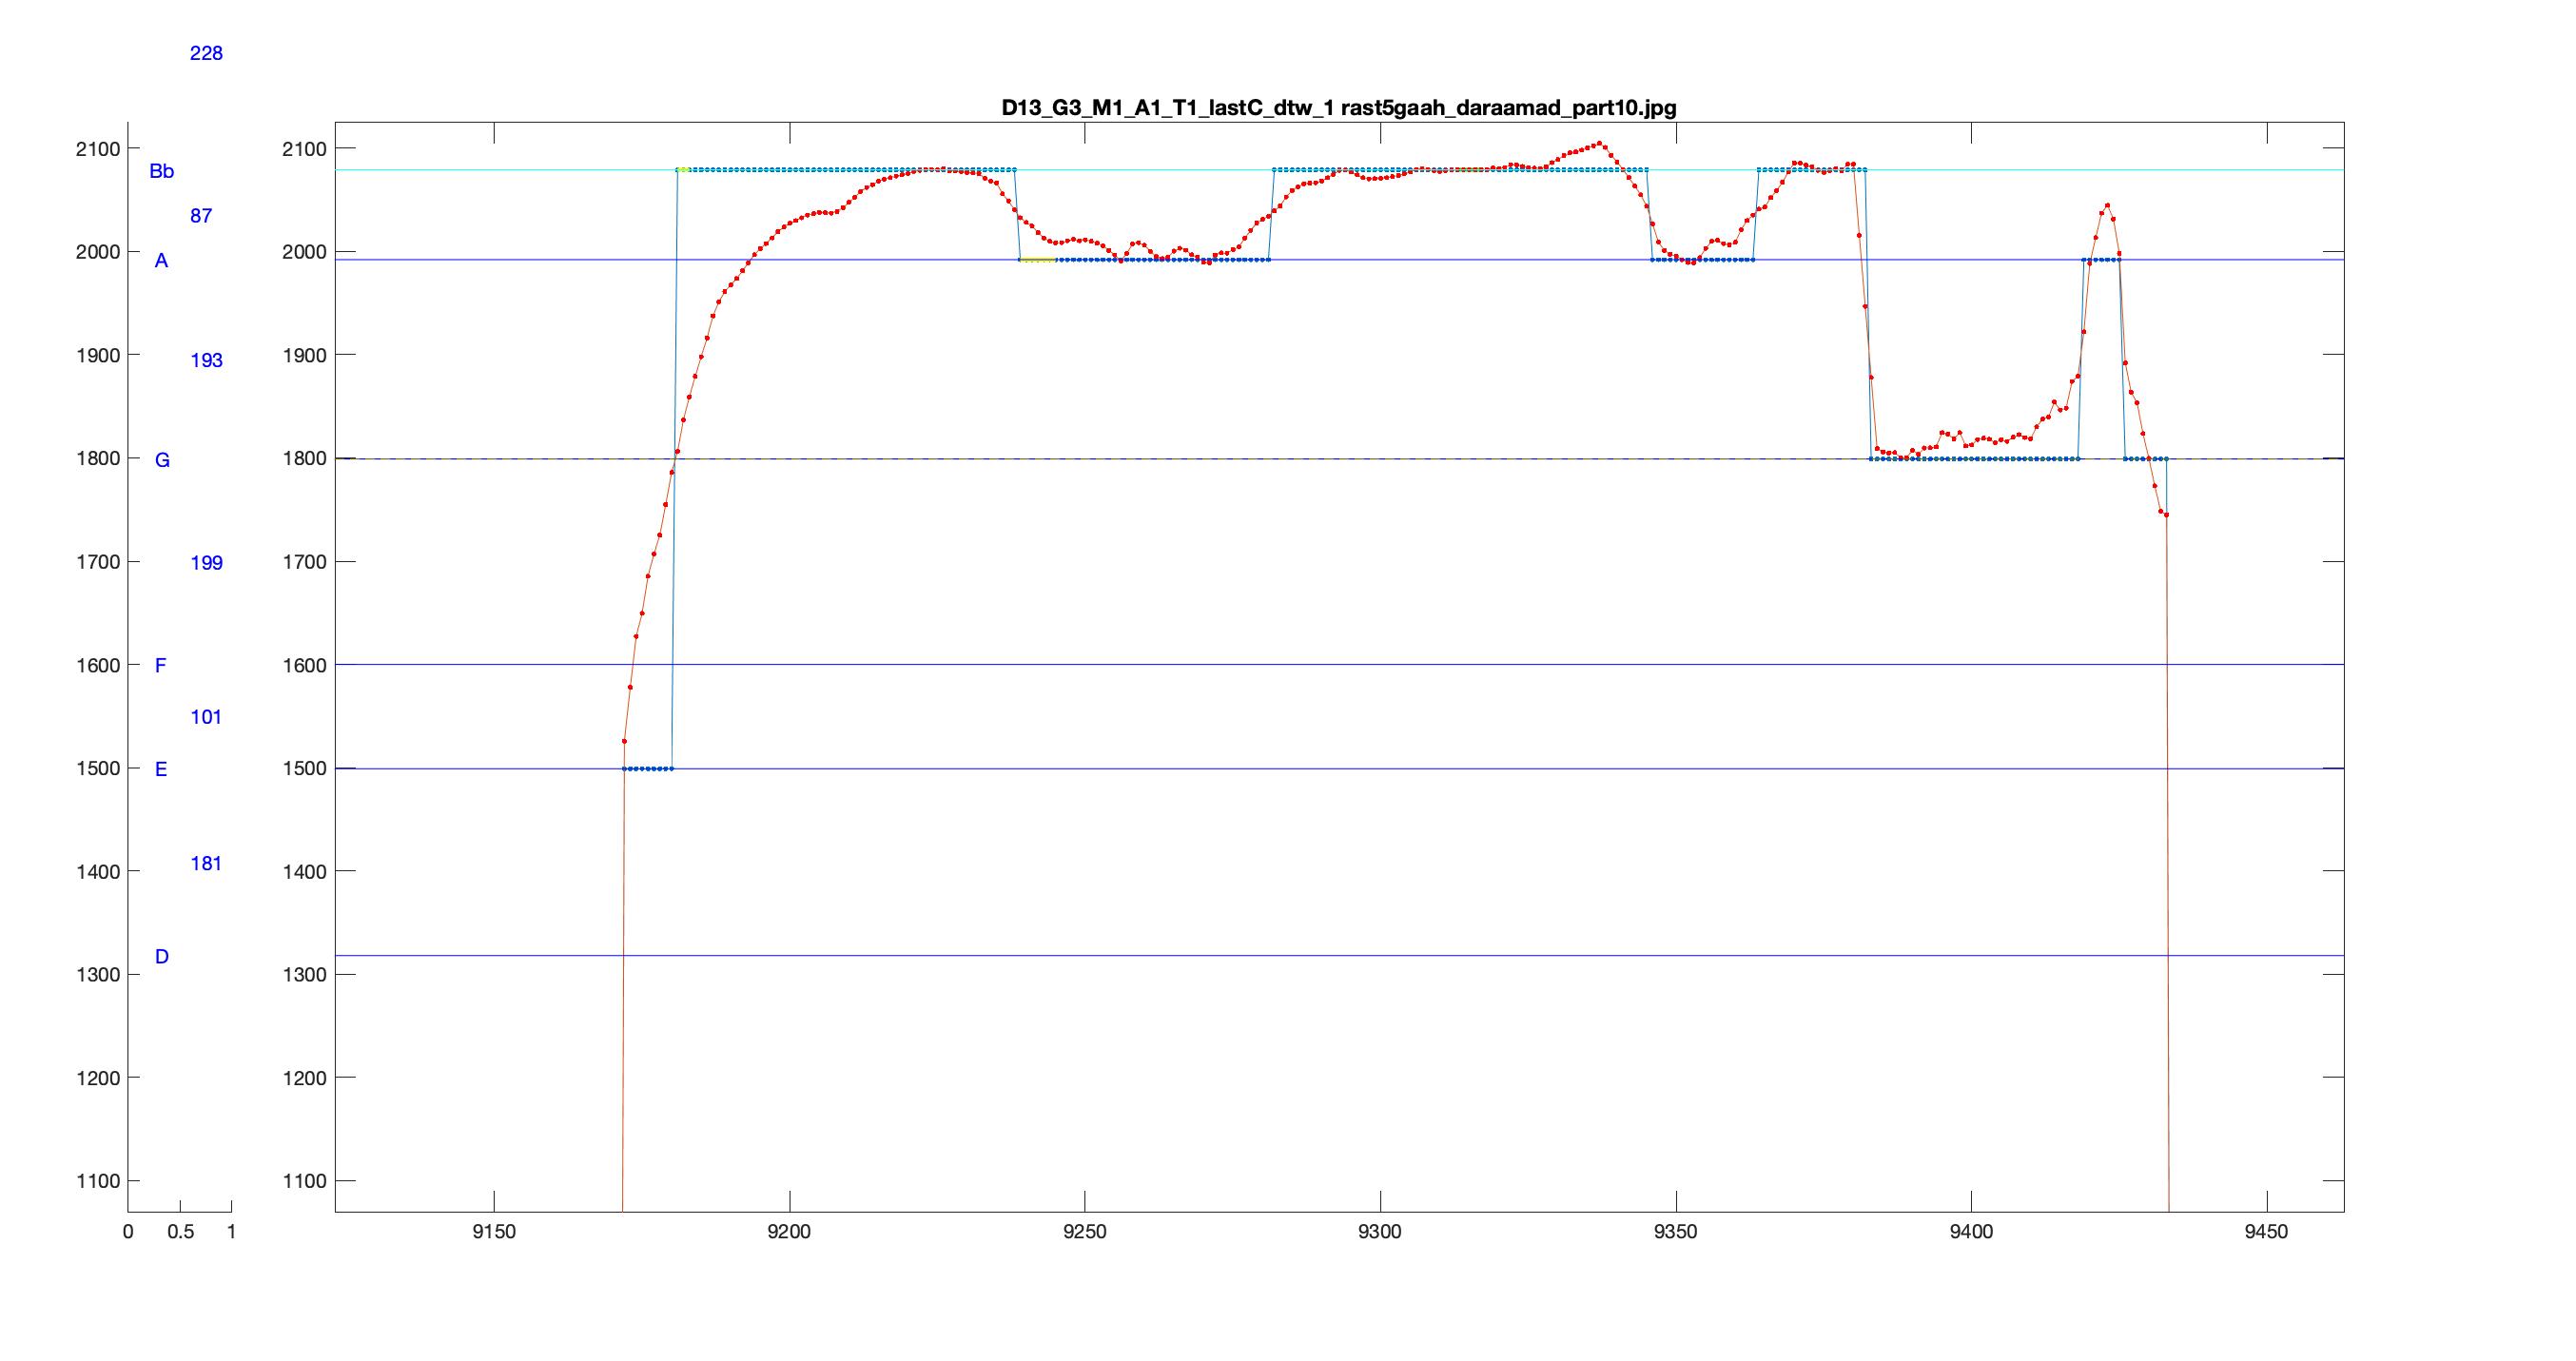 228
D13_G3_M1_A1_T1_lastC_dtw_1 rast5gaah_daraamad_part10.jpg
2100 Bb 2100
87
2000 A 2000
1900 193 1900
1800 G 1800
1700 199 1700
1600 F 1600
101
1500 E 1500
181
1400 1400
D
1300 1300
1200 1200
1100 1100
0 0.5 1 9150 9200 9250 9300 9350 9400 9450